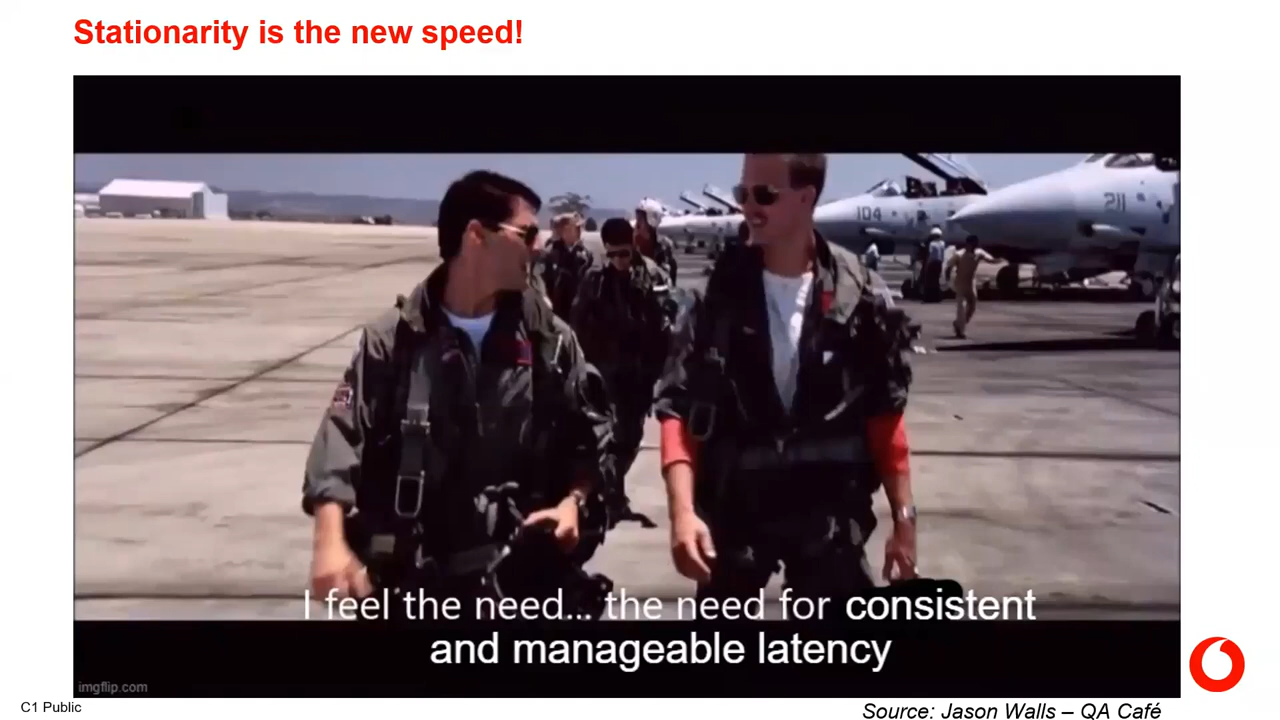 Stationarity is the new speed!
104
211
I feel the need... the need for consistent
and manageable latency
imgflip.com
C1 Public
Source: Jason Walls – QA Café